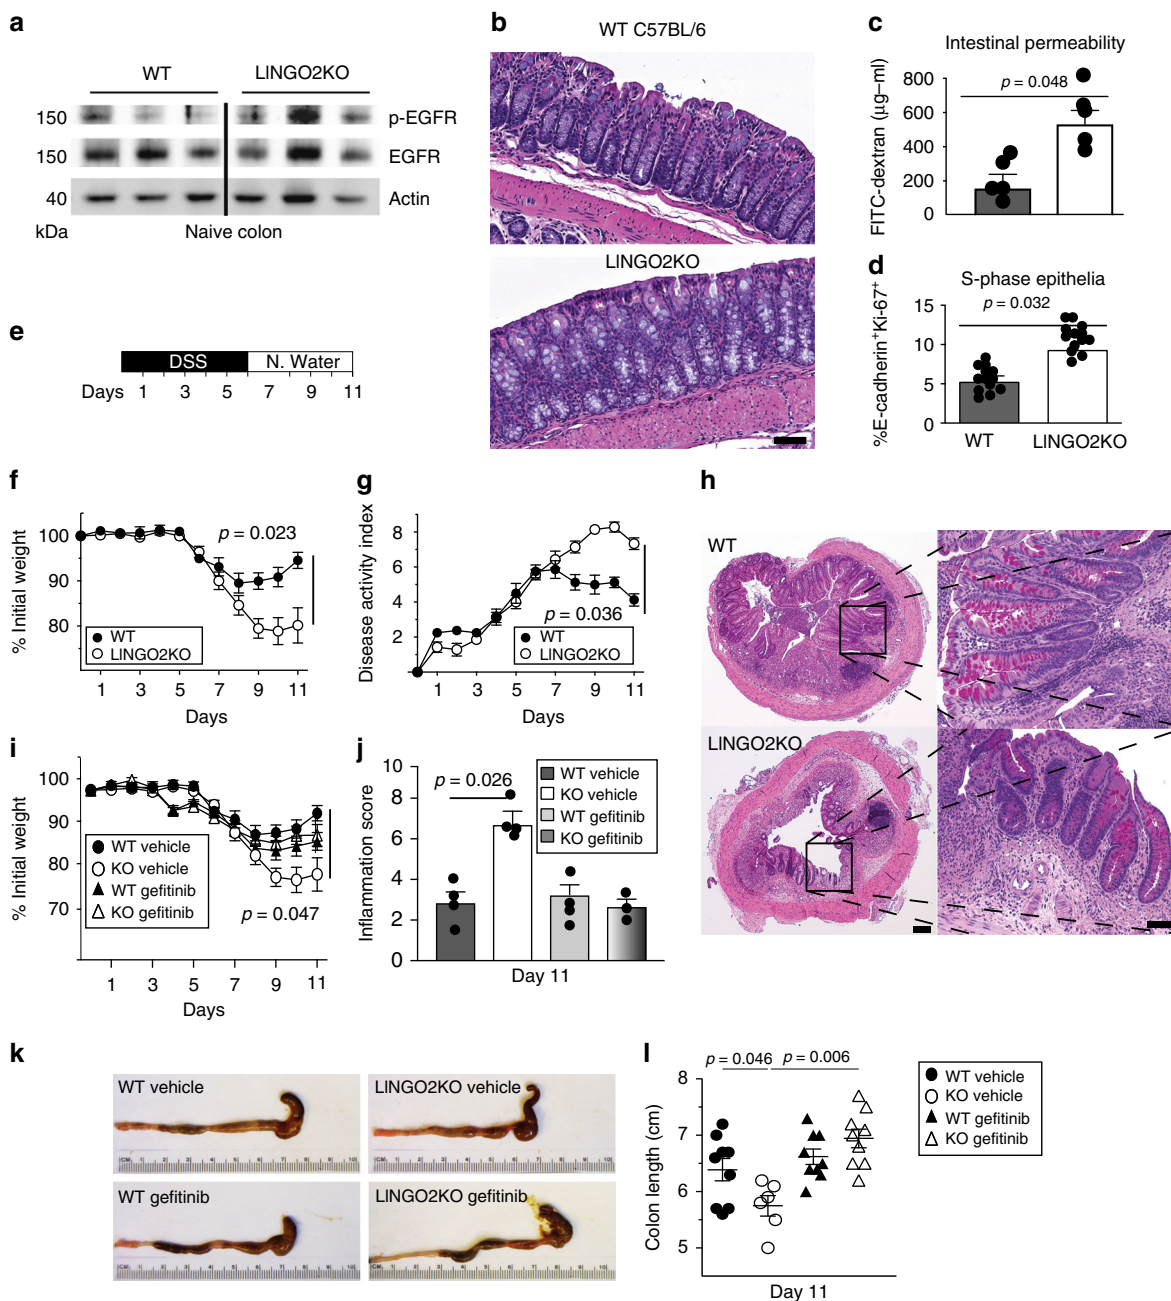 a
WT
LINGO2KO
150
p-EGFR
150
EGFR
40
Actin
kDa
Naive colon
b
WT C57BL/6
LINGO2KO
c
Intestinal permeability
p = 0.048
FITC-dextran (µg–ml)
800
600
400
200
0
d
S-phase epithelia
p = 0.032
%E-cadherin⁺Ki-67⁺
15
10
5
0
WT
LINGO2KO
e
DSS
N. Water
Days 1 3 5 7 9 11
f
% Initial weight
100
90
80
p = 0.023
WT
LINGO2KO
1 3 5 7 9 11
Days
g
Disease activity index
8
6
4
2
p = 0.036
WT
LINGO2KO
1 3 5 7 9 11
Days
h
WT
LINGO2KO
i
% Initial weight
100
90
80
70
WT vehicle
KO vehicle
WT gefitinib
KO gefitinib
p = 0.047
1 3 5 7 9 11
Days
j
Inflammation score
10
8
6
4
2
0
p = 0.026
WT vehicle
KO vehicle
WT gefitinib
KO gefitinib
Day 11
k
WT vehicle
LINGO2KO vehicle
WT gefitinib
LINGO2KO gefitinib
l
p = 0.046
p = 0.006
Colon length (cm)
8
7
6
5
WT vehicle
KO vehicle
WT gefitinib
KO gefitinib
Day 11